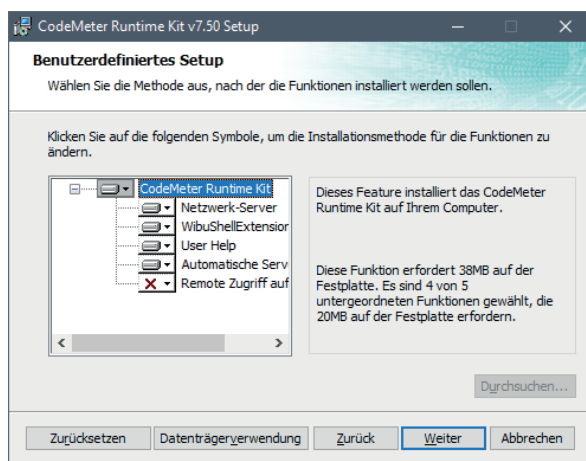 CodeMeter Runtime Kit v7.50 Setup
Benutzerdefiniertes Setup
Wählen Sie die Methode aus, nach der die Funktionen installiert werden sollen.
Klicken Sie auf die folgenden Symbole, um die Installationsmethode für die Funktionen zu
ändern.
CodeMeter Runtime Kit
Netzwerk-Server
WibuShellExtension
User Help
Automatische Serv
Remote Zugriff auf
Dieses Feature installiert das CodeMeter
Runtime Kit auf Ihrem Computer.
Diese Funktion erfordert 38MB auf der
Festplatte. Es sind 4 von 5
untergeordneten Funktionen gewählt, die
20MB auf der Festplatte erfordern.
Durchsuchen...
Zurücksetzen
Datenträgerverwendung
Zurück
Weiter
Abbrechen